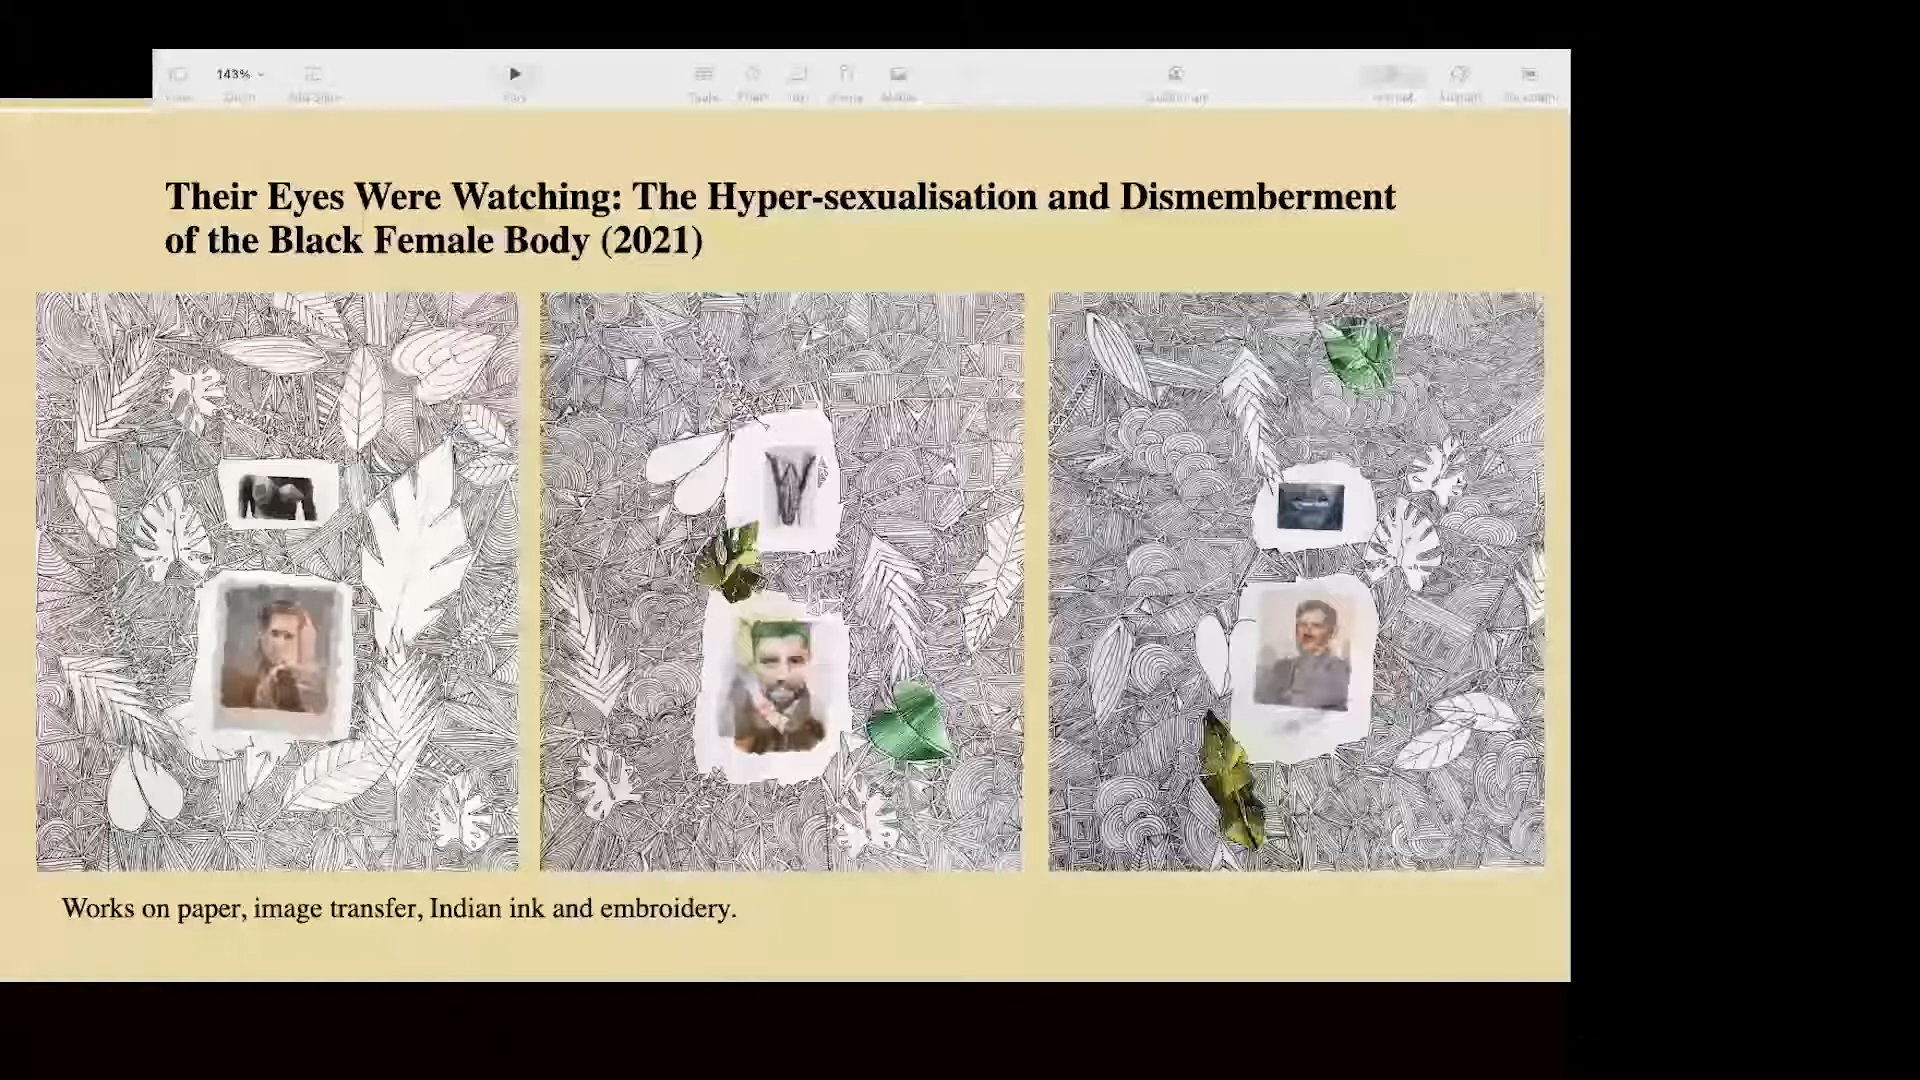 143%
Their Eyes Were Watching: The Hyper-sexualisation and Dismemberment
of the Black Female Body (2021)
Works on paper, image transfer, Indian ink and embroidery.